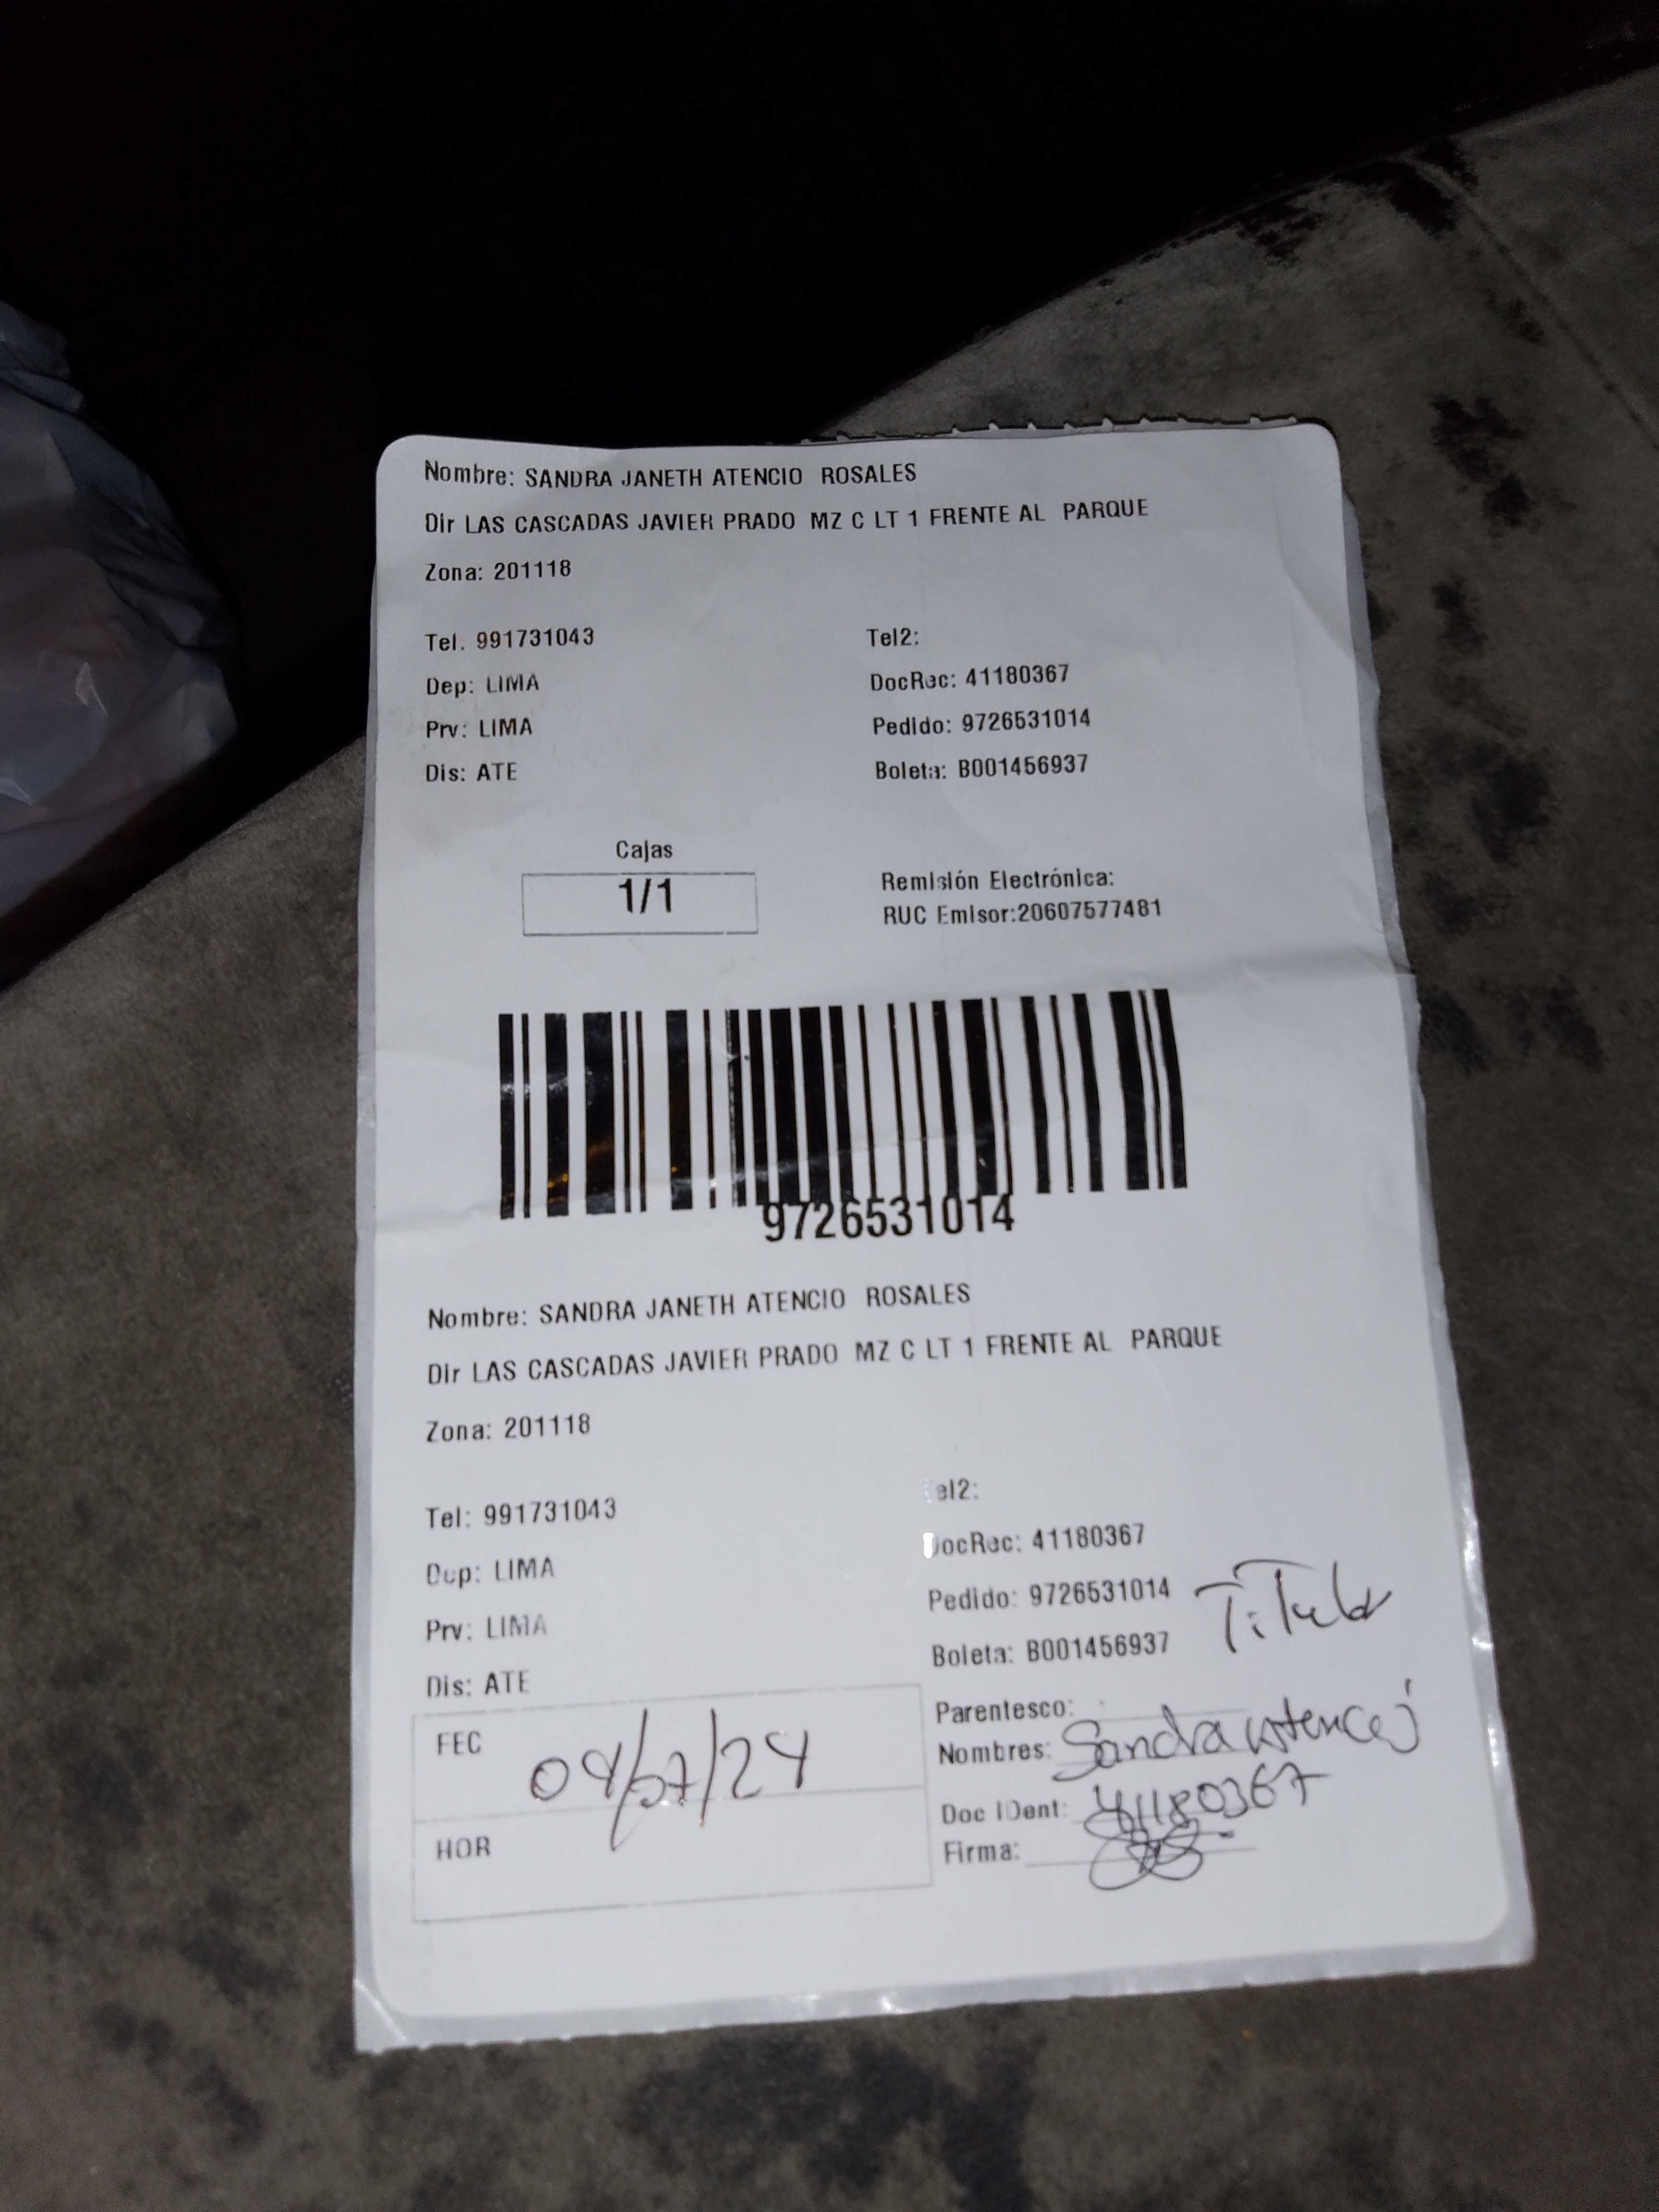 Nombre: SANDRA JANETH ATENCIO ROSALES
Dir LAS CASCADAS JAVIER PRADO MZ C LT 1 FRENTE AL PARQUE
Zona: 201118
Tel. 991731043 Tel2:
Dep: LIMA DocRec: 41180367
Prv: LIMA Pedido: 9726531014
Dis: ATE Boleta: B001456937
Cajas
1/1
Remisión Electrónica:
RUC Emisor:20607577481
9726531014
Nombre: SANDRA JANETH ATENCIO ROSALES
Dir LAS CASCADAS JAVIER PRADO MZ C LT 1 FRENTE AL PARQUE
Zona: 201118
Tel: 991731043 Tel2:
Dep: LIMA DocRec: 41180367
Prv: LIMA Pedido: 9726531014 Titular
Dis: ATE Boleta: B001456937
FEC 04/07/24
HOR
Parentesco:
Nombres: Sandra Atencio
Doc IDent: 41180367
Firma: